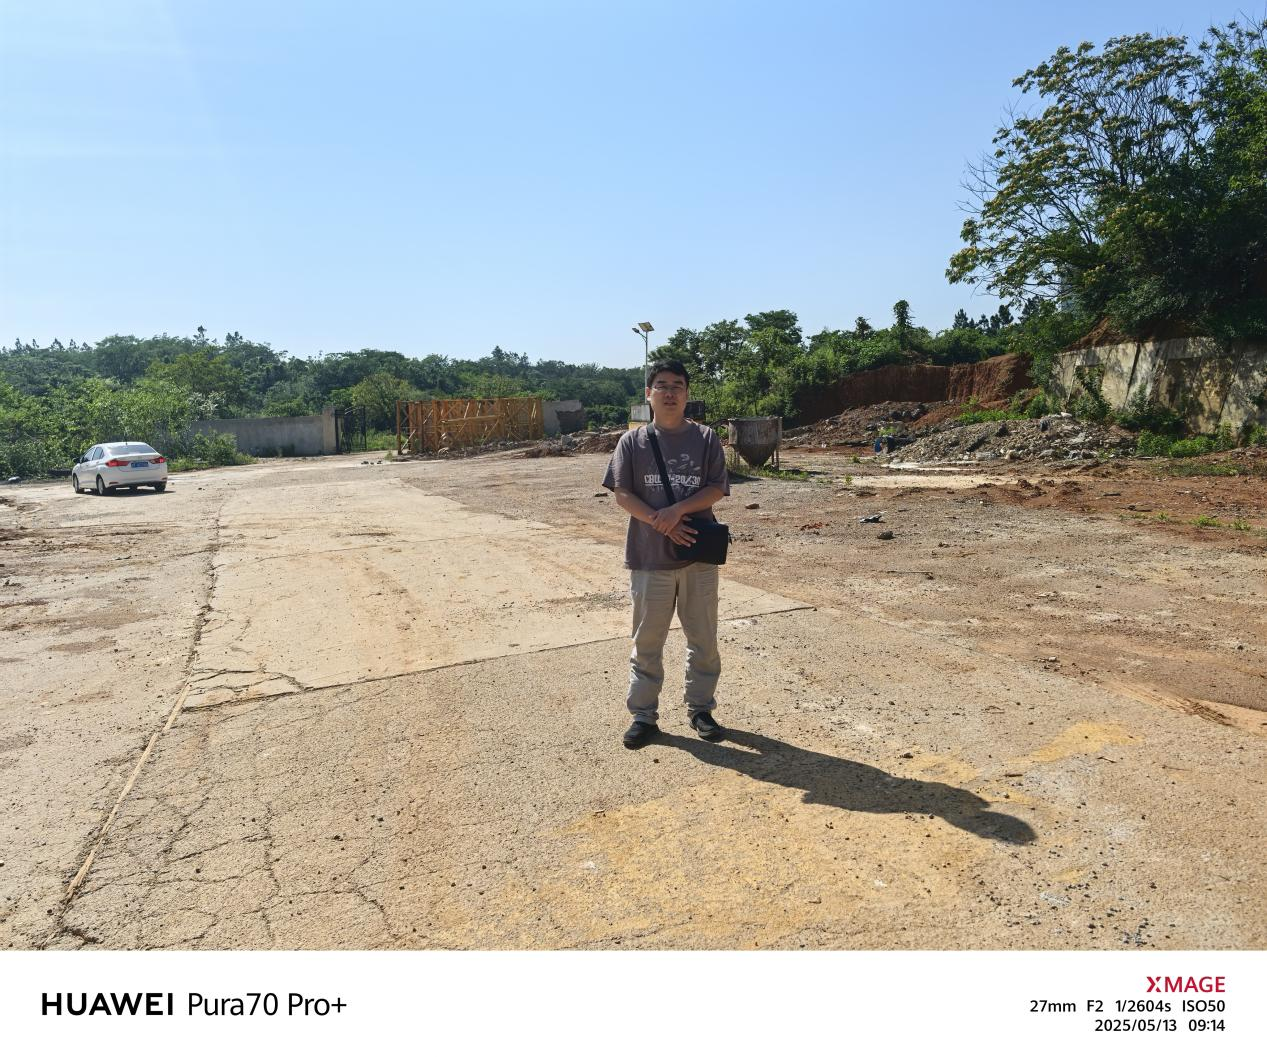 HUAWEI Pura70 Pro+
XMAGE
27mm F2 1/2604s ISO50
2025/05/13 09:14